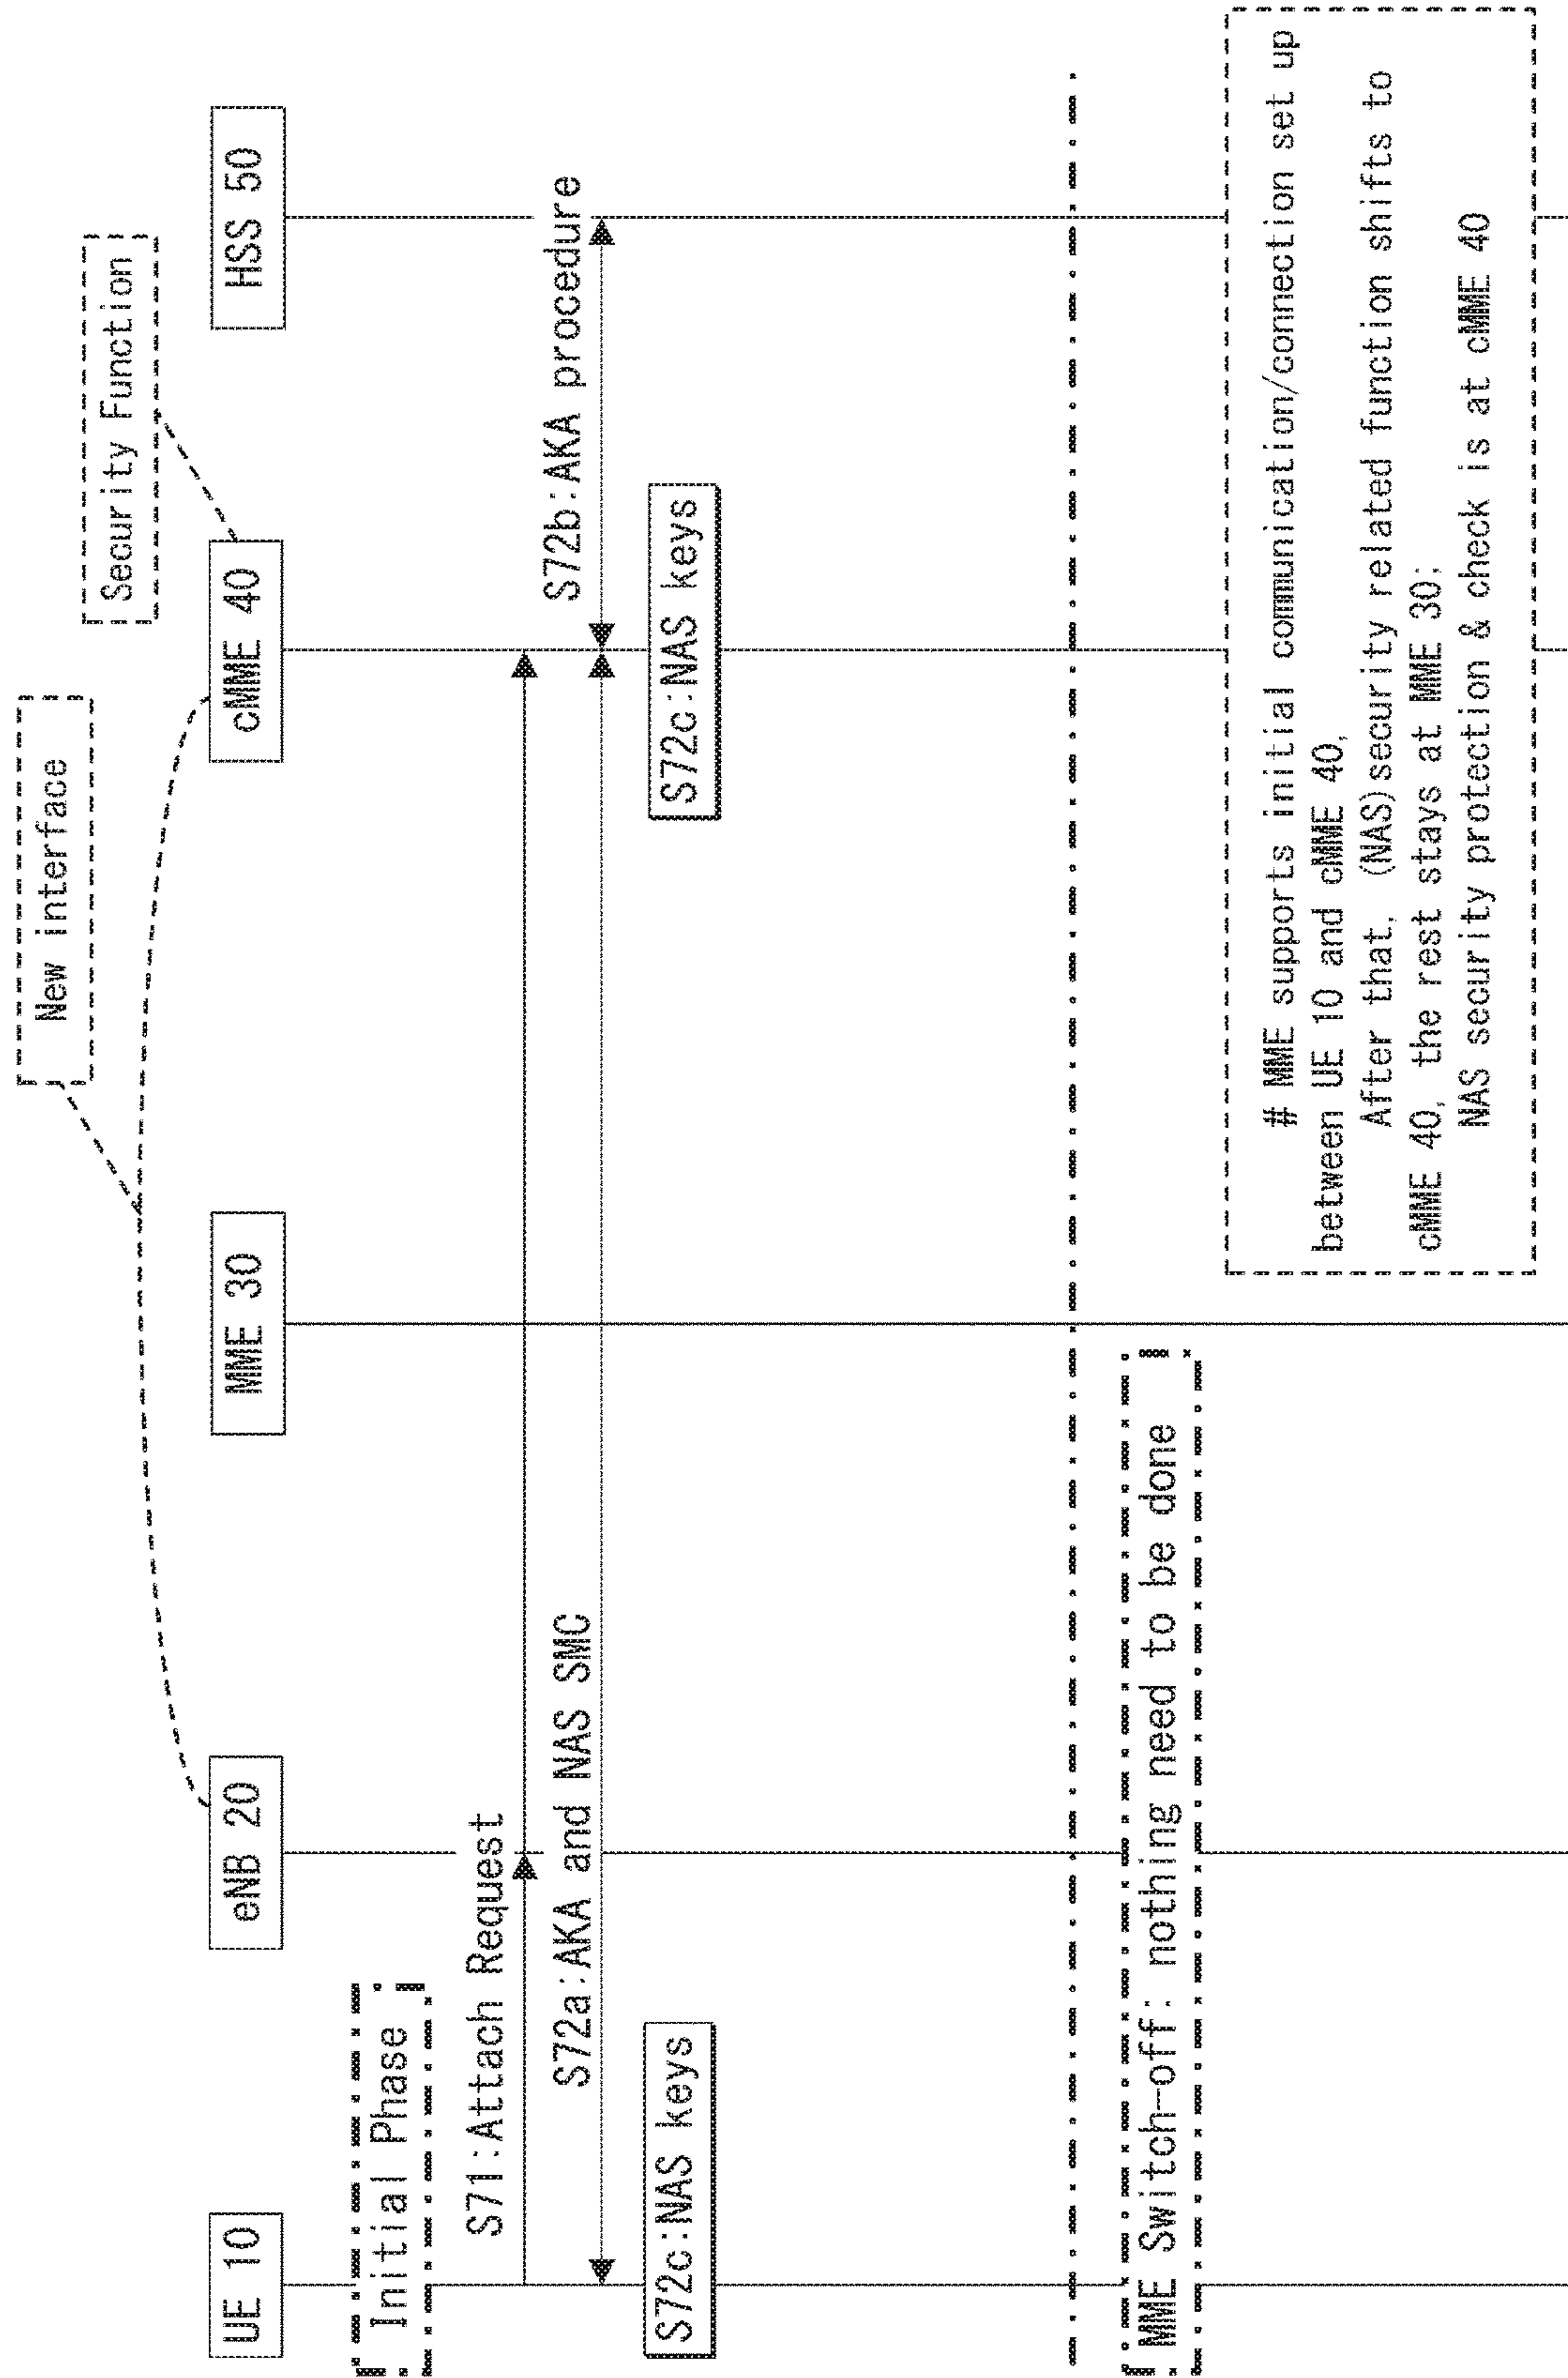 New interface
Security Function
UE 10
eNB 20
MME 30
cMME 40
HSS 50
Initial Phase
S71:Attach Request
S72a:AKA and NAS SMC
S72b:AKA procedure
S72c:NAS keys
S72c:NAS keys
MME Switch-off: nothing need to be done
# MME supports initial communication/connection set up
between UE 10 and cMME 40,
After that, (NAS)security related function shifts to
cMME 40, the rest stays at MME 30;
NAS security protection & check is at cMME 40